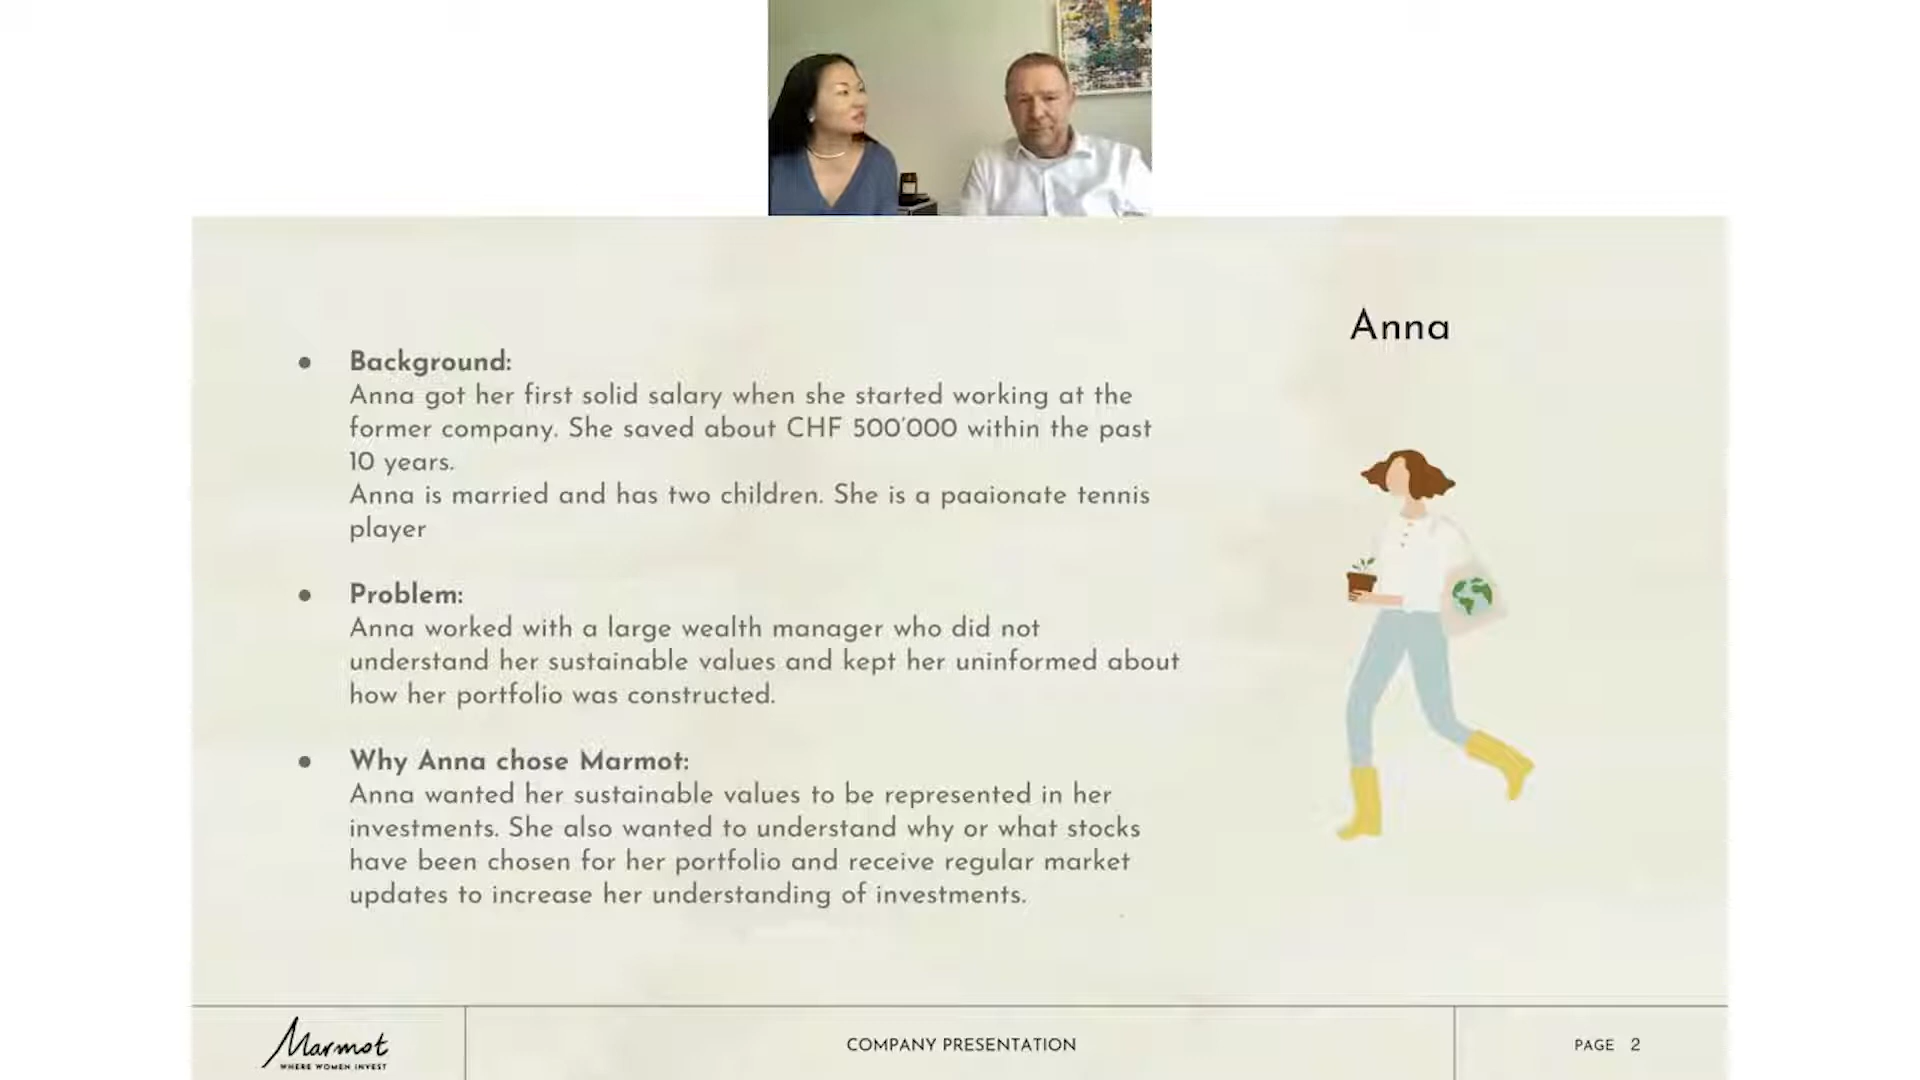 Anna
Background:
Anna got her first solid salary when she started working at the
former company. She saved about CHF 500'000 within the past
10 years.
Anna is married and has two children. She is a paaionate tennis
player
Problem:
Anna worked with a large wealth manager who did not
understand her sustainable values and kept her uninformed about
how her portfolio was constructed.
Why Anna chose Marmot:
Anna wanted her sustainable values to be represented in her
investments. She also wanted to understand why or what stocks
have been chosen for her portfolio and receive regular market
updates to increase her understanding of investments.
Marmot
WHERE WOMEN INVEST
COMPANY PRESENTATION
PAGE 2